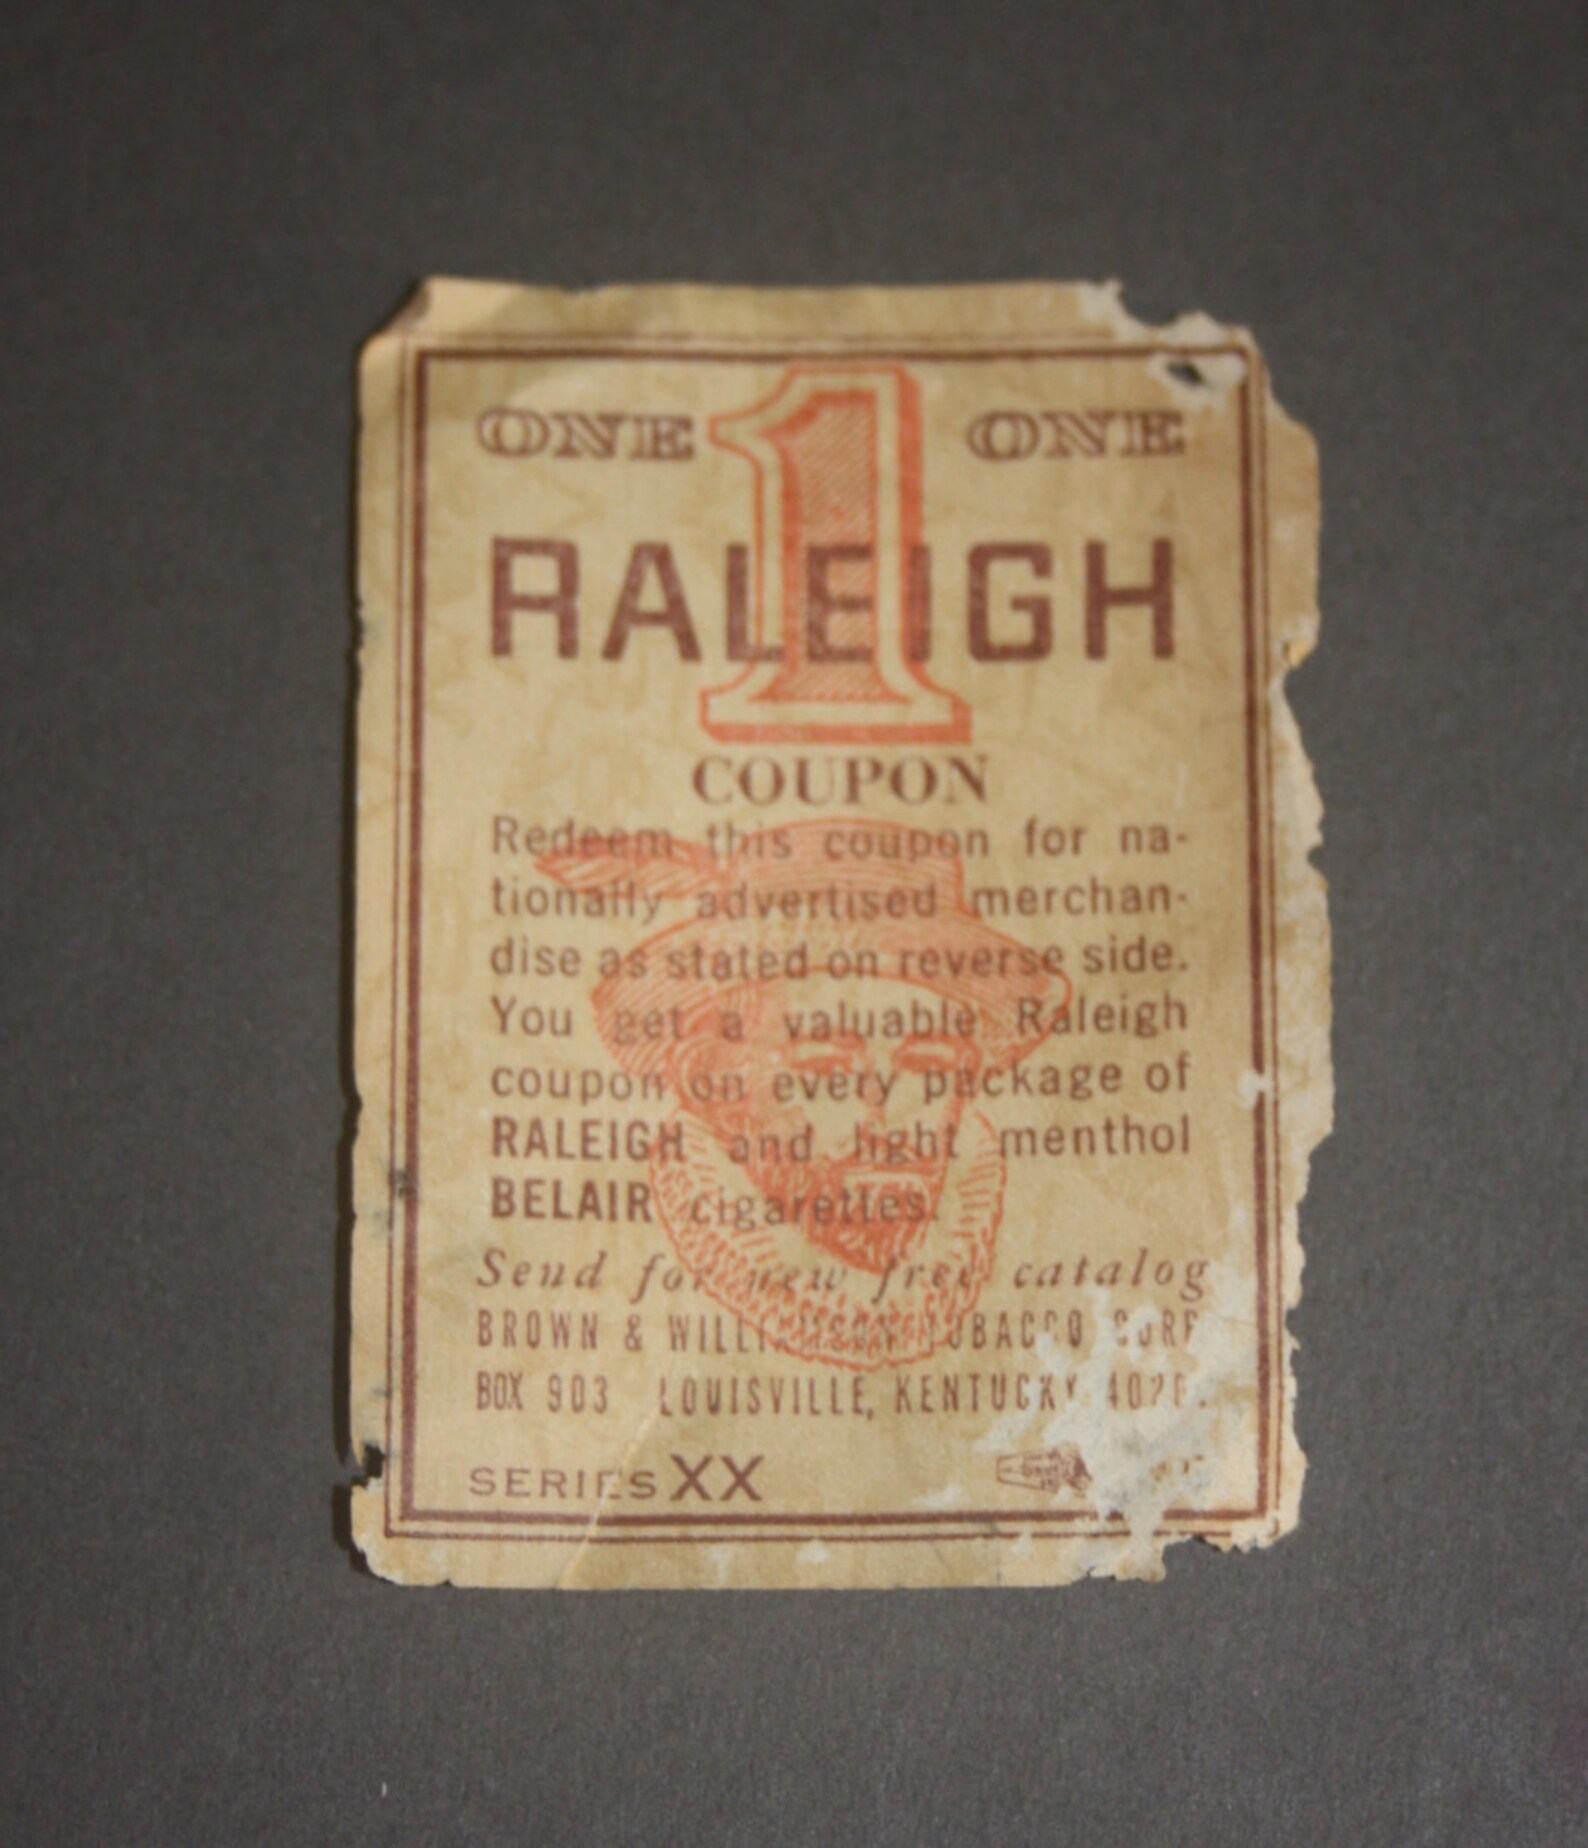 ONE 1 ONE
RALEIGH
COUPON
Redeem this coupon for na-
tionally advertised merchan-
dise as stated on reverse side.
You get a valuable Raleigh
coupon on every package of
RALEIGH and light menthol
BELAIR cigarettes.
Send for new free catalog
BROWN & WILLIAMSON TOBACCO CORP
BOX 903 LOUISVILLE, KENTUCKY
SERIES XX